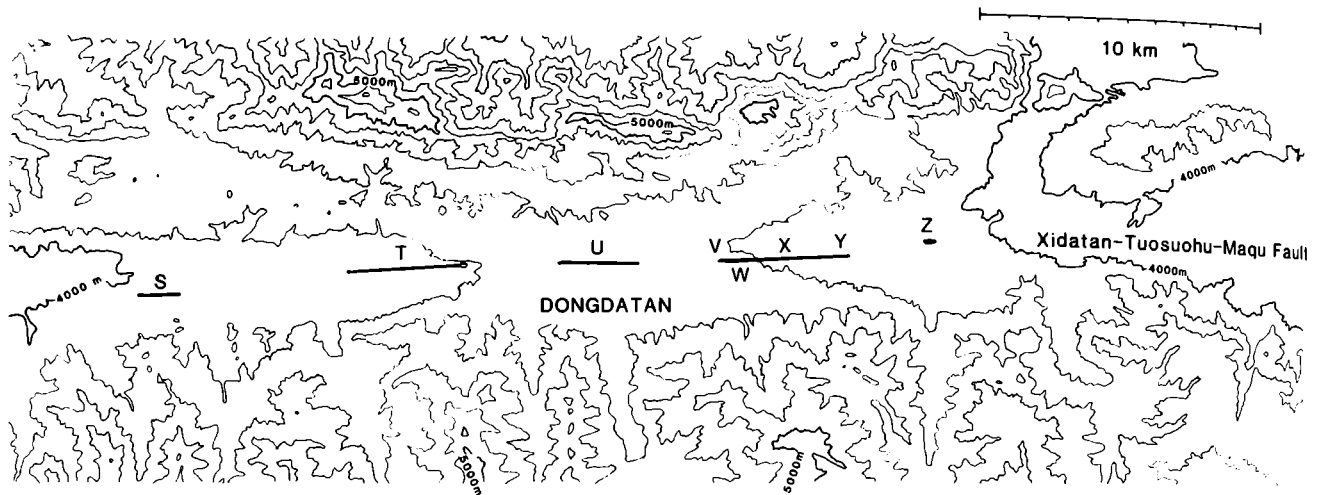 10 km
5000m
5000m
4000m
Z
T U V X Y
Xidatan-Tuosuohu-Maqu Fault
W
4000m
4000 m
S
DONGDATAN
5000m
5000m